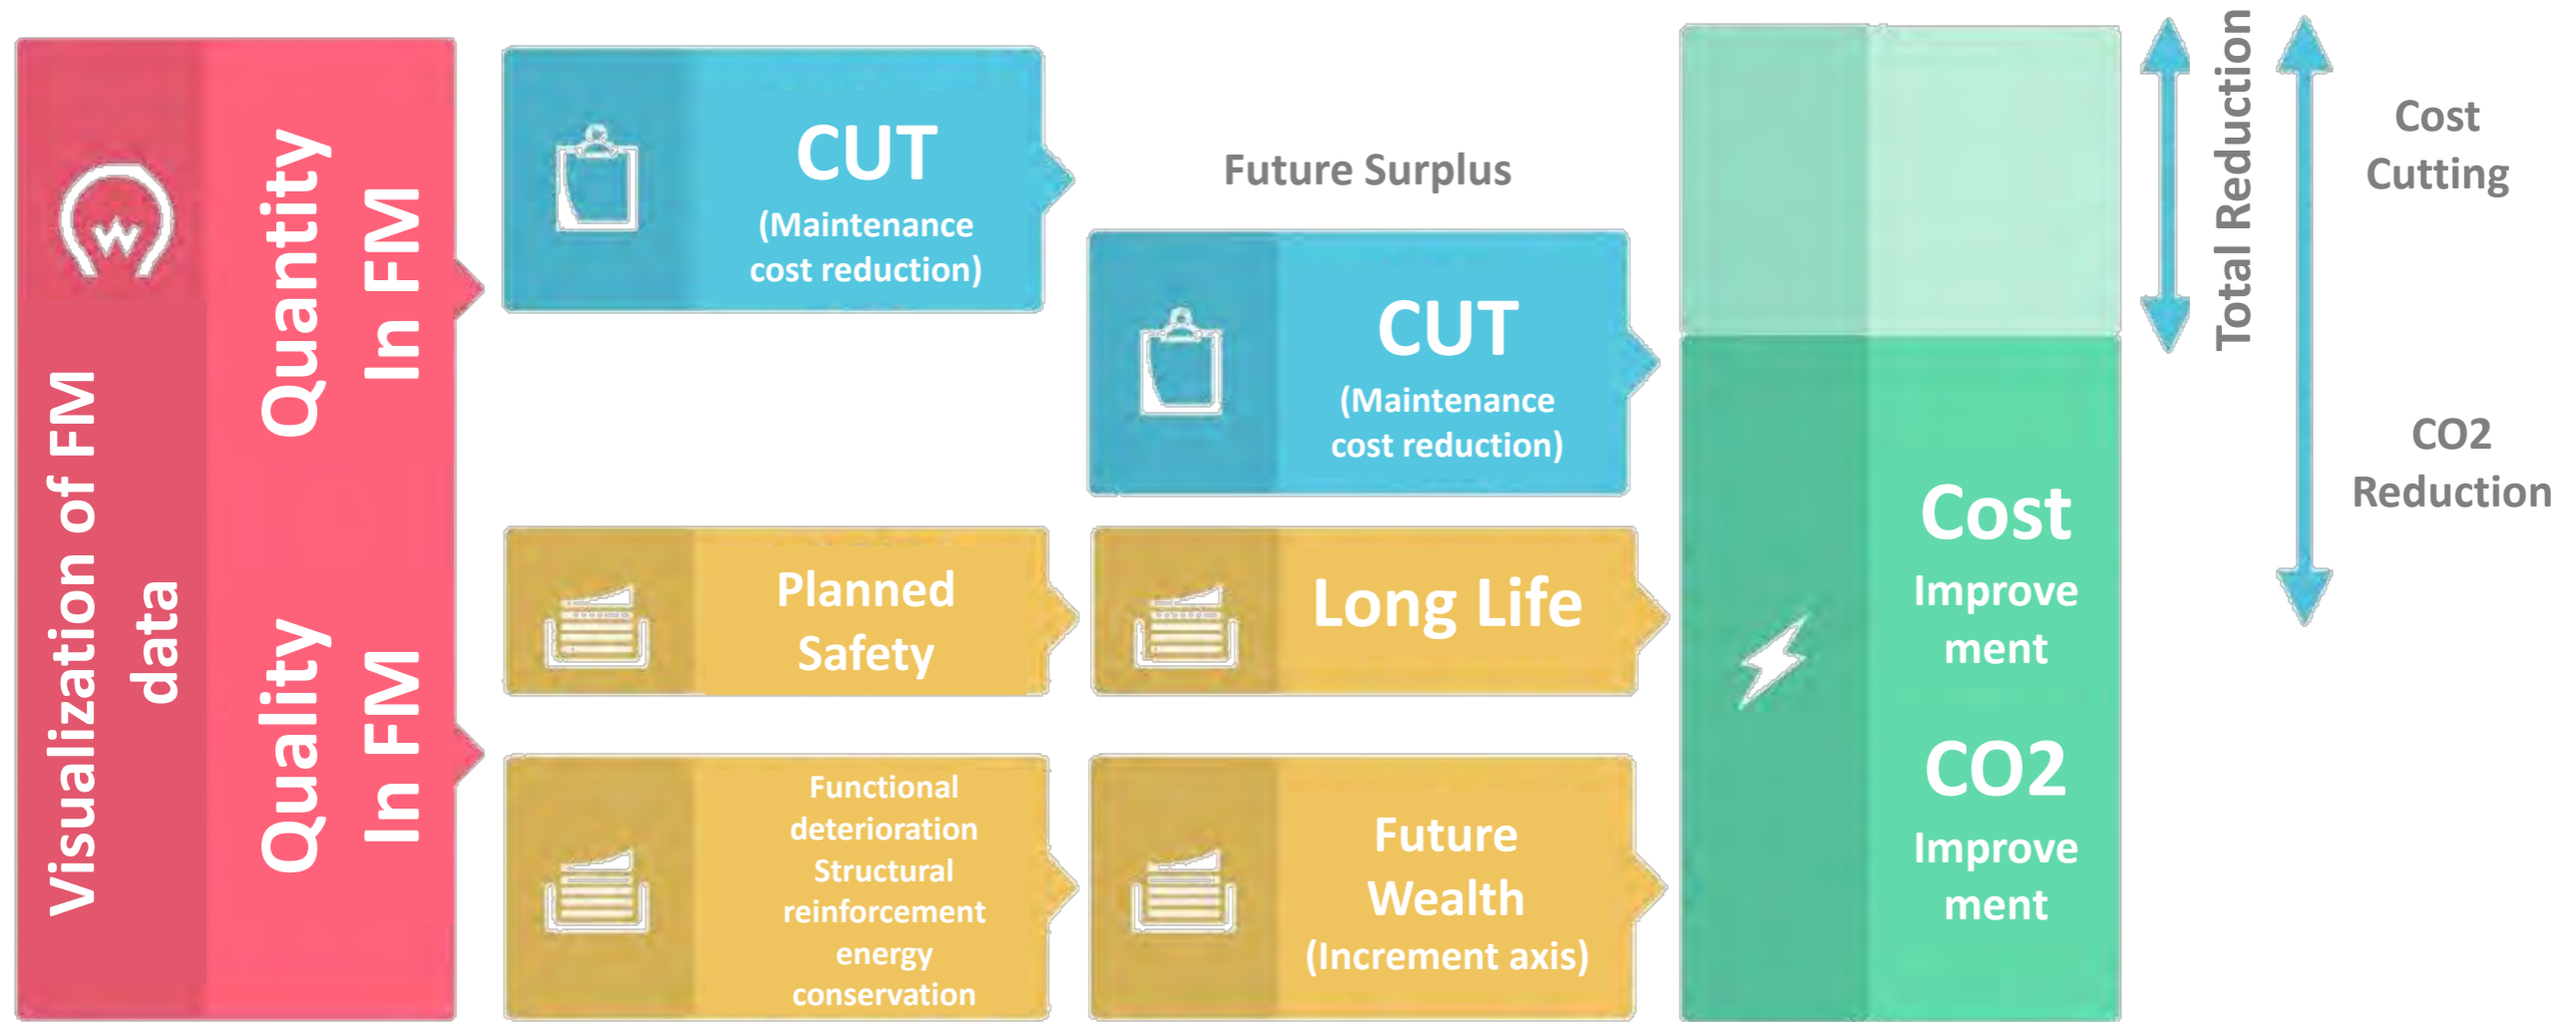 Visualization of FM
data
Quantity
In FM
Quality
In FM
CUT
(Maintenance
cost reduction)
Future Surplus
CUT
(Maintenance
cost reduction)
Planned
Safety
Long Life
Functional
deterioration
Structural
reinforcement
energy
conservation
Future
Wealth
(Increment axis)
Cost
Improve
ment
CO2
Improve
ment
Total Reduction
Cost
Cutting
CO2
Reduction